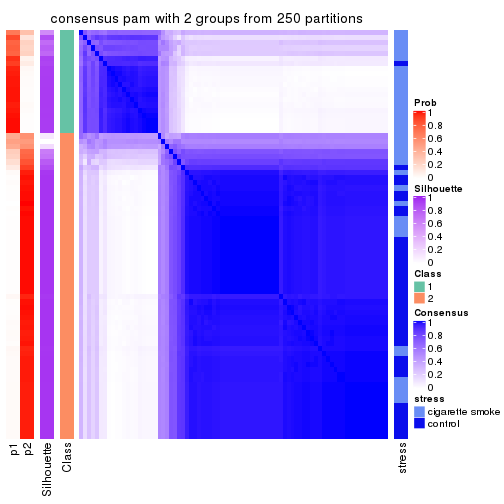 consensus pam with 2 groups from 250 partitions
Prob
1
0.8
0.6
0.4
0.2
0
Silhouette
1
0.8
0.6
0.4
0.2
0
Class
1
2
Consensus
1
0.8
0.6
0.4
0.2
0
stress
cigarette smoke
control
p1
p2
Silhouette
Class
stress